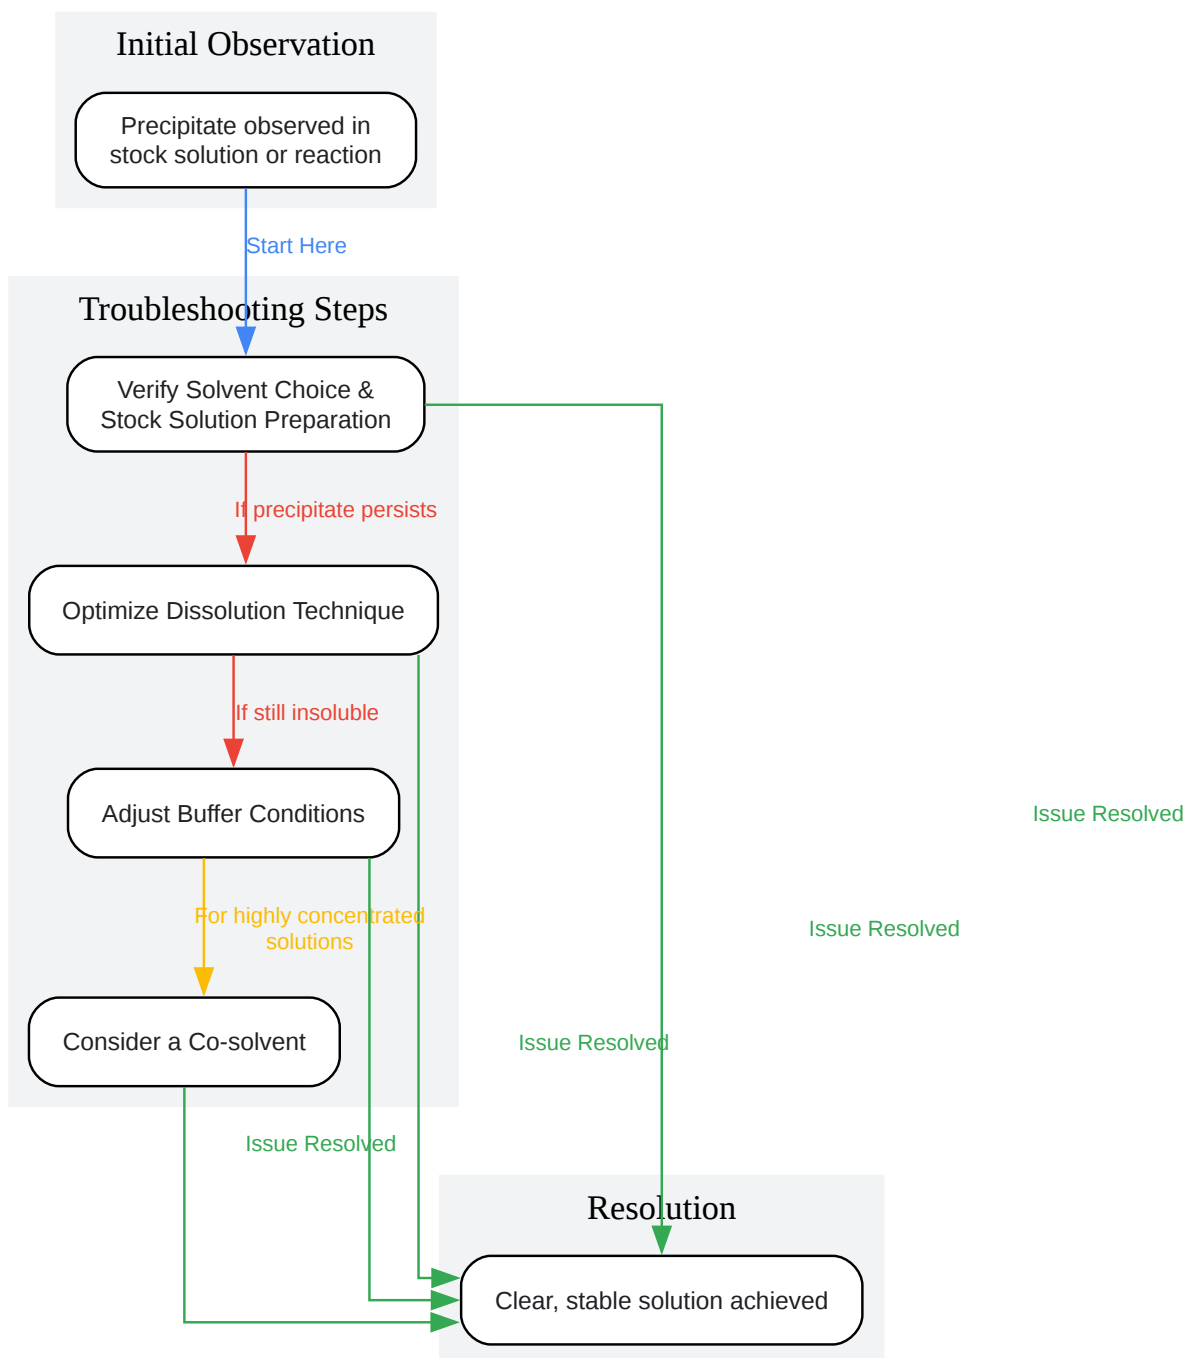 Initial Observation
Precipitate observed in
stock solution or reaction
Start Here
Troubleshooting Steps
Verify Solvent Choice &
Stock Solution Preparation
If precipitate persists
Optimize Dissolution Technique
If still insoluble
Adjust Buffer Conditions
Issue Resolved
For highly concentrated
solutions
Issue Resolved
Consider a Co-solvent
Issue Resolved
Issue Resolved
Resolution
Clear, stable solution achieved